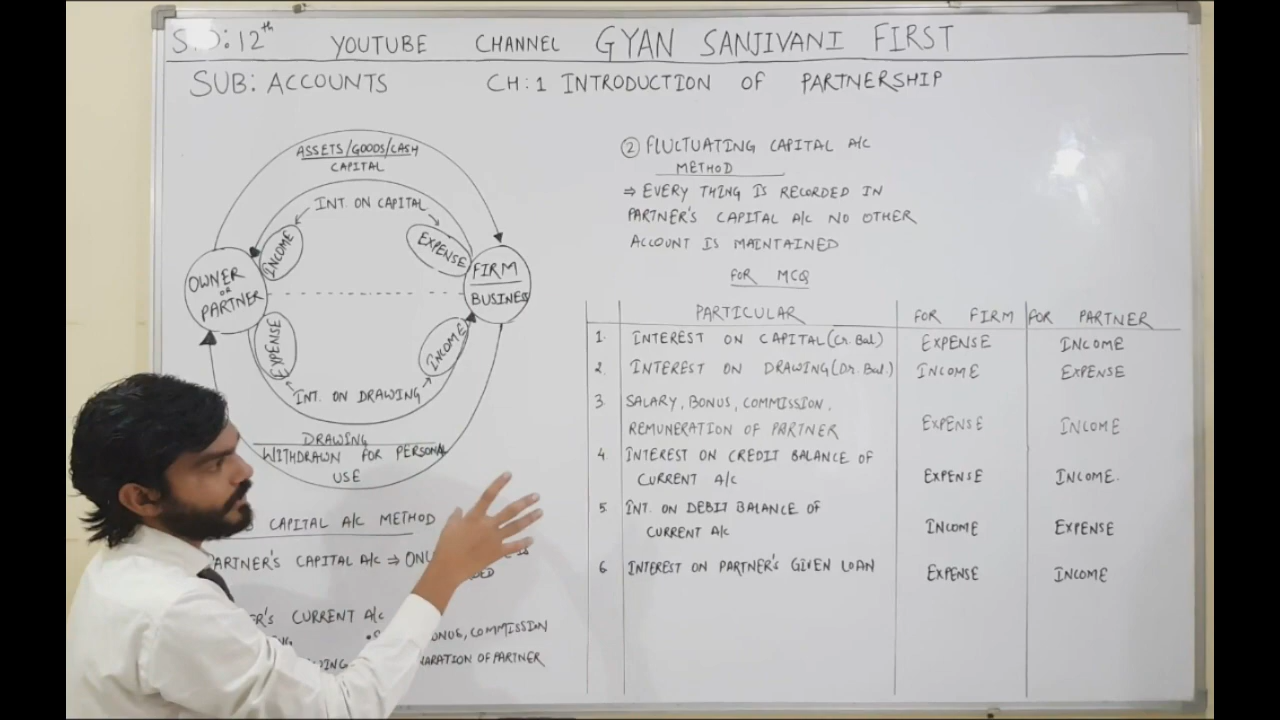 12th YOUTUBE CHANNEL GYAN SANJIVANI FIRST
SUB: ACCOUNTS CH:1 INTRODUCTION OF PARTNERSHIP
ASSETS/GOODS/CASH
CAPITAL
INT. ON CAPITAL
INCOME
EXPENSE
OWNER
OR
PARTNER
FIRM
BUSINES
EXPENSE
INCOME
INT. ON DRAWING
DRAWING
WITHDRAWN FOR PERSONAL
USE
CAPITAL A/C METHOD
PARTNER'S CAPITAL A/C ⇒
CURRENT A/C
COMMISSION
OF PARTNER
② FLUCTUATING CAPITAL A/C
METHOD
⇒ EVERY THING IS RECORDED IN
PARTNER'S CAPITAL A/C NO OTHER
ACCOUNT IS MAINTAINED
FOR MCQ
PARTICULAR FOR FIRM FOR PARTNER
1. INTEREST ON CAPITAL (Cr. Bal) EXPENSE INCOME
2. INTEREST ON DRAWING (Dr. Bal.) INCOME EXPENSE
3. SALARY, BONUS, COMMISSION,
REMUNERATION OF PARTNER EXPENSE INCOME
4 INTEREST ON CREDIT BALANCE OF
CURRENT A/C EXPENSE INCOME.
5. INT. ON DEBIT BALANCE OF
CURRENT A/C INCOME EXPENSE
6. INTEREST ON PARTNER'S GIVEN LOAN EXPENSE INCOME